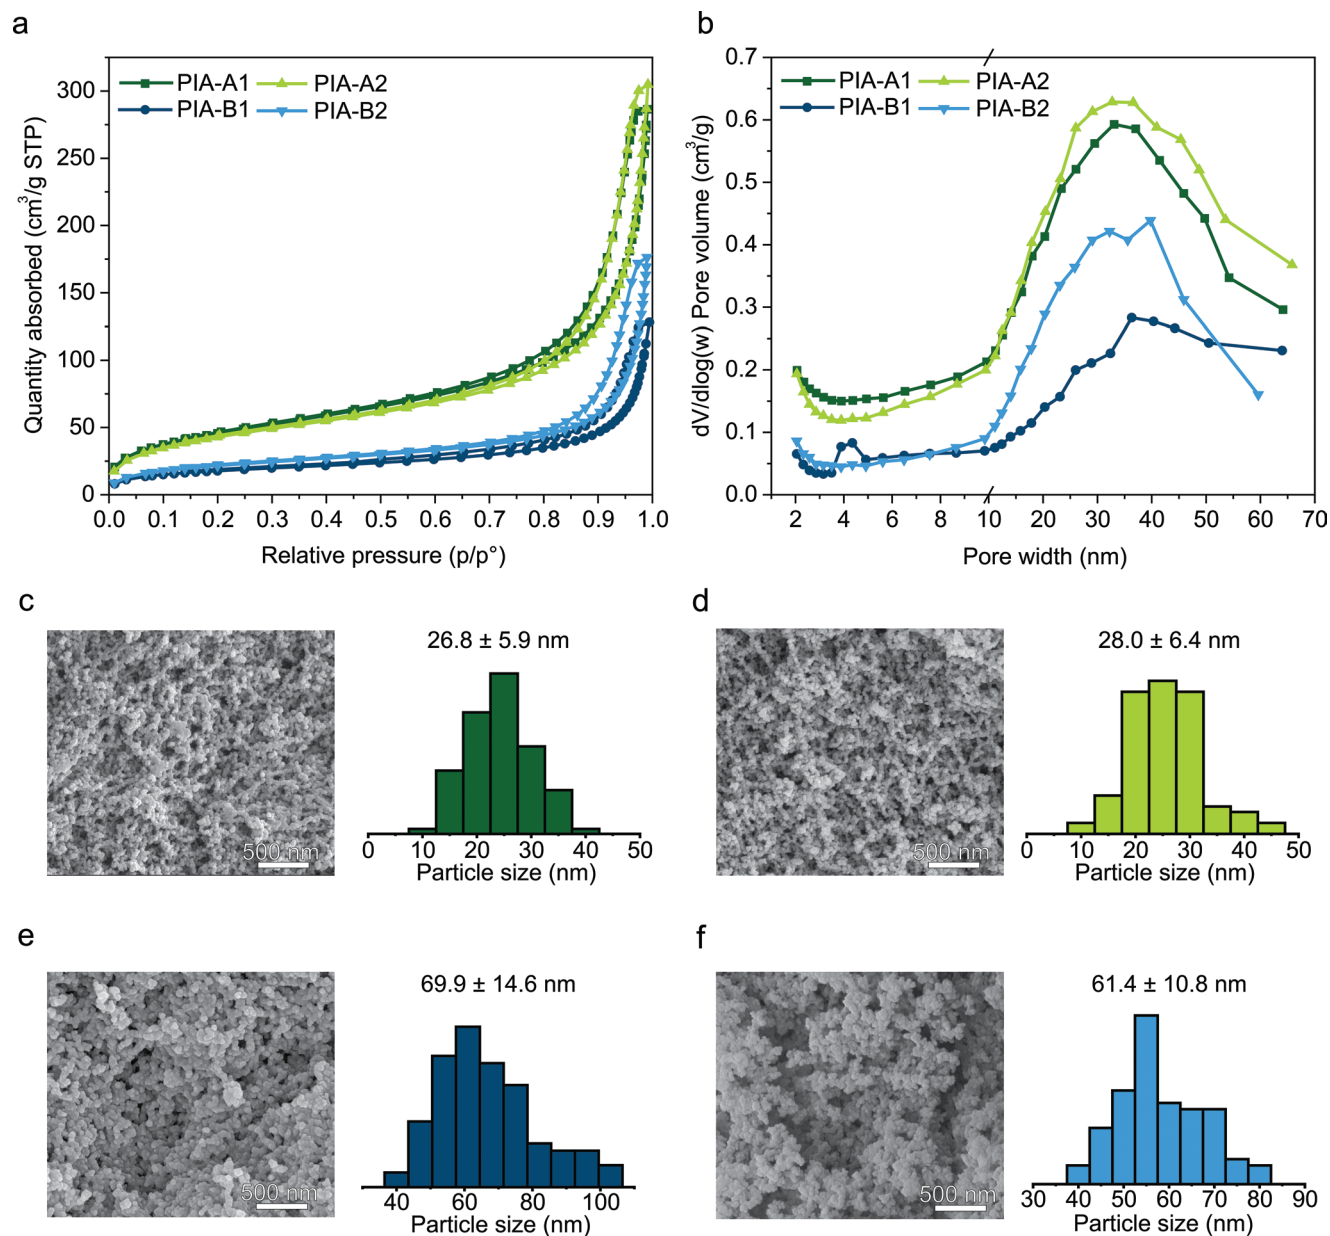 a
PIA-A1 PIA-A2
PIA-B1 PIA-B2
Quantity absorbed (cm³/g STP)
300
250
200
150
100
50
0
0.0 0.1 0.2 0.3 0.4 0.5 0.6 0.7 0.8 0.9 1.0
Relative pressure (p/p°)
b
PIA-A1 PIA-A2
PIA-B1 PIA-B2
dV/dlog(w) Pore volume (cm³/g)
0.7
0.6
0.5
0.4
0.3
0.2
0.1
0.0
2 4 6 8 10 20 30 40 50 60 70
Pore width (nm)
c
500 nm
26.8 ± 5.9 nm
0 10 20 30 40 50
Particle size (nm)
d
500 nm
28.0 ± 6.4 nm
0 10 20 30 40 50
Particle size (nm)
e
500 nm
69.9 ± 14.6 nm
40 60 80 100
Particle size (nm)
f
500 nm
61.4 ± 10.8 nm
30 40 50 60 70 80 90
Particle size (nm)